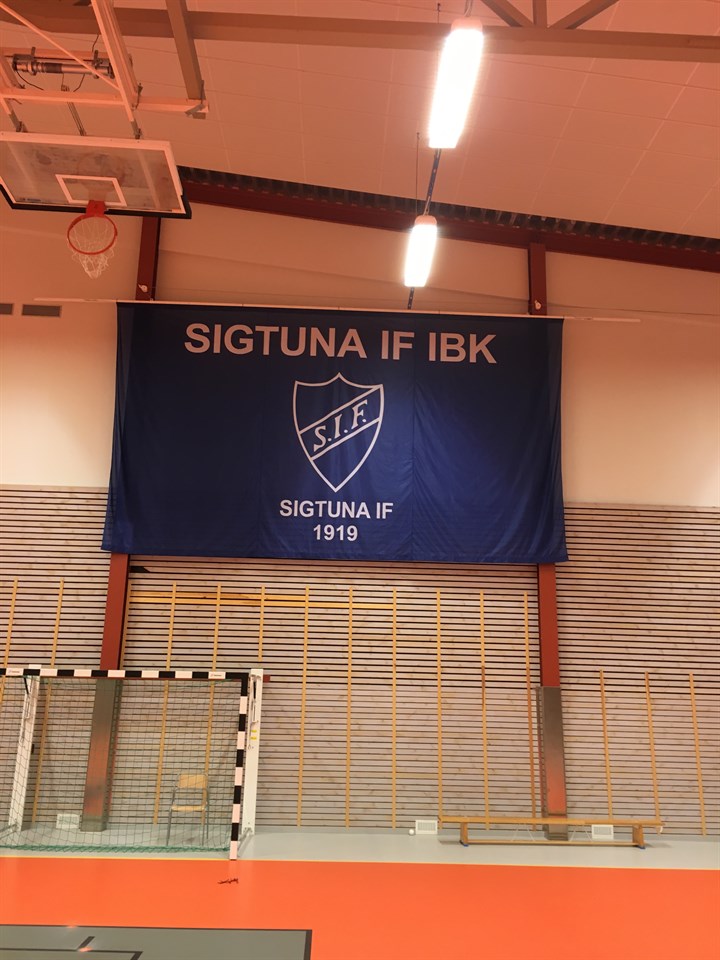 SIGTUNA IF IBK
S.I.F.
SIGTUNA IF
1919